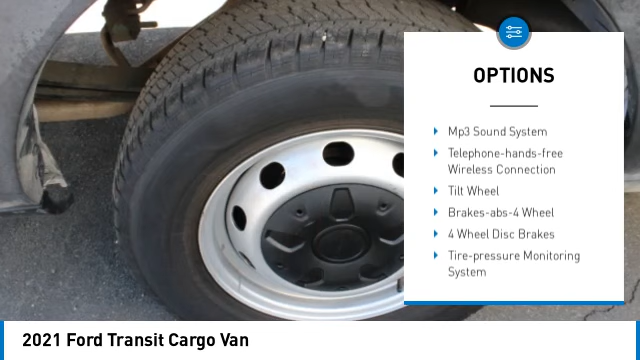 OPTIONS
Mp3 Sound System
Telephone-hands-free
Wireless Connection
Tilt Wheel
Brakes-abs-4 Wheel
4 Wheel Disc Brakes
Tire-pressure Monitoring
System
2021 Ford Transit Cargo Van